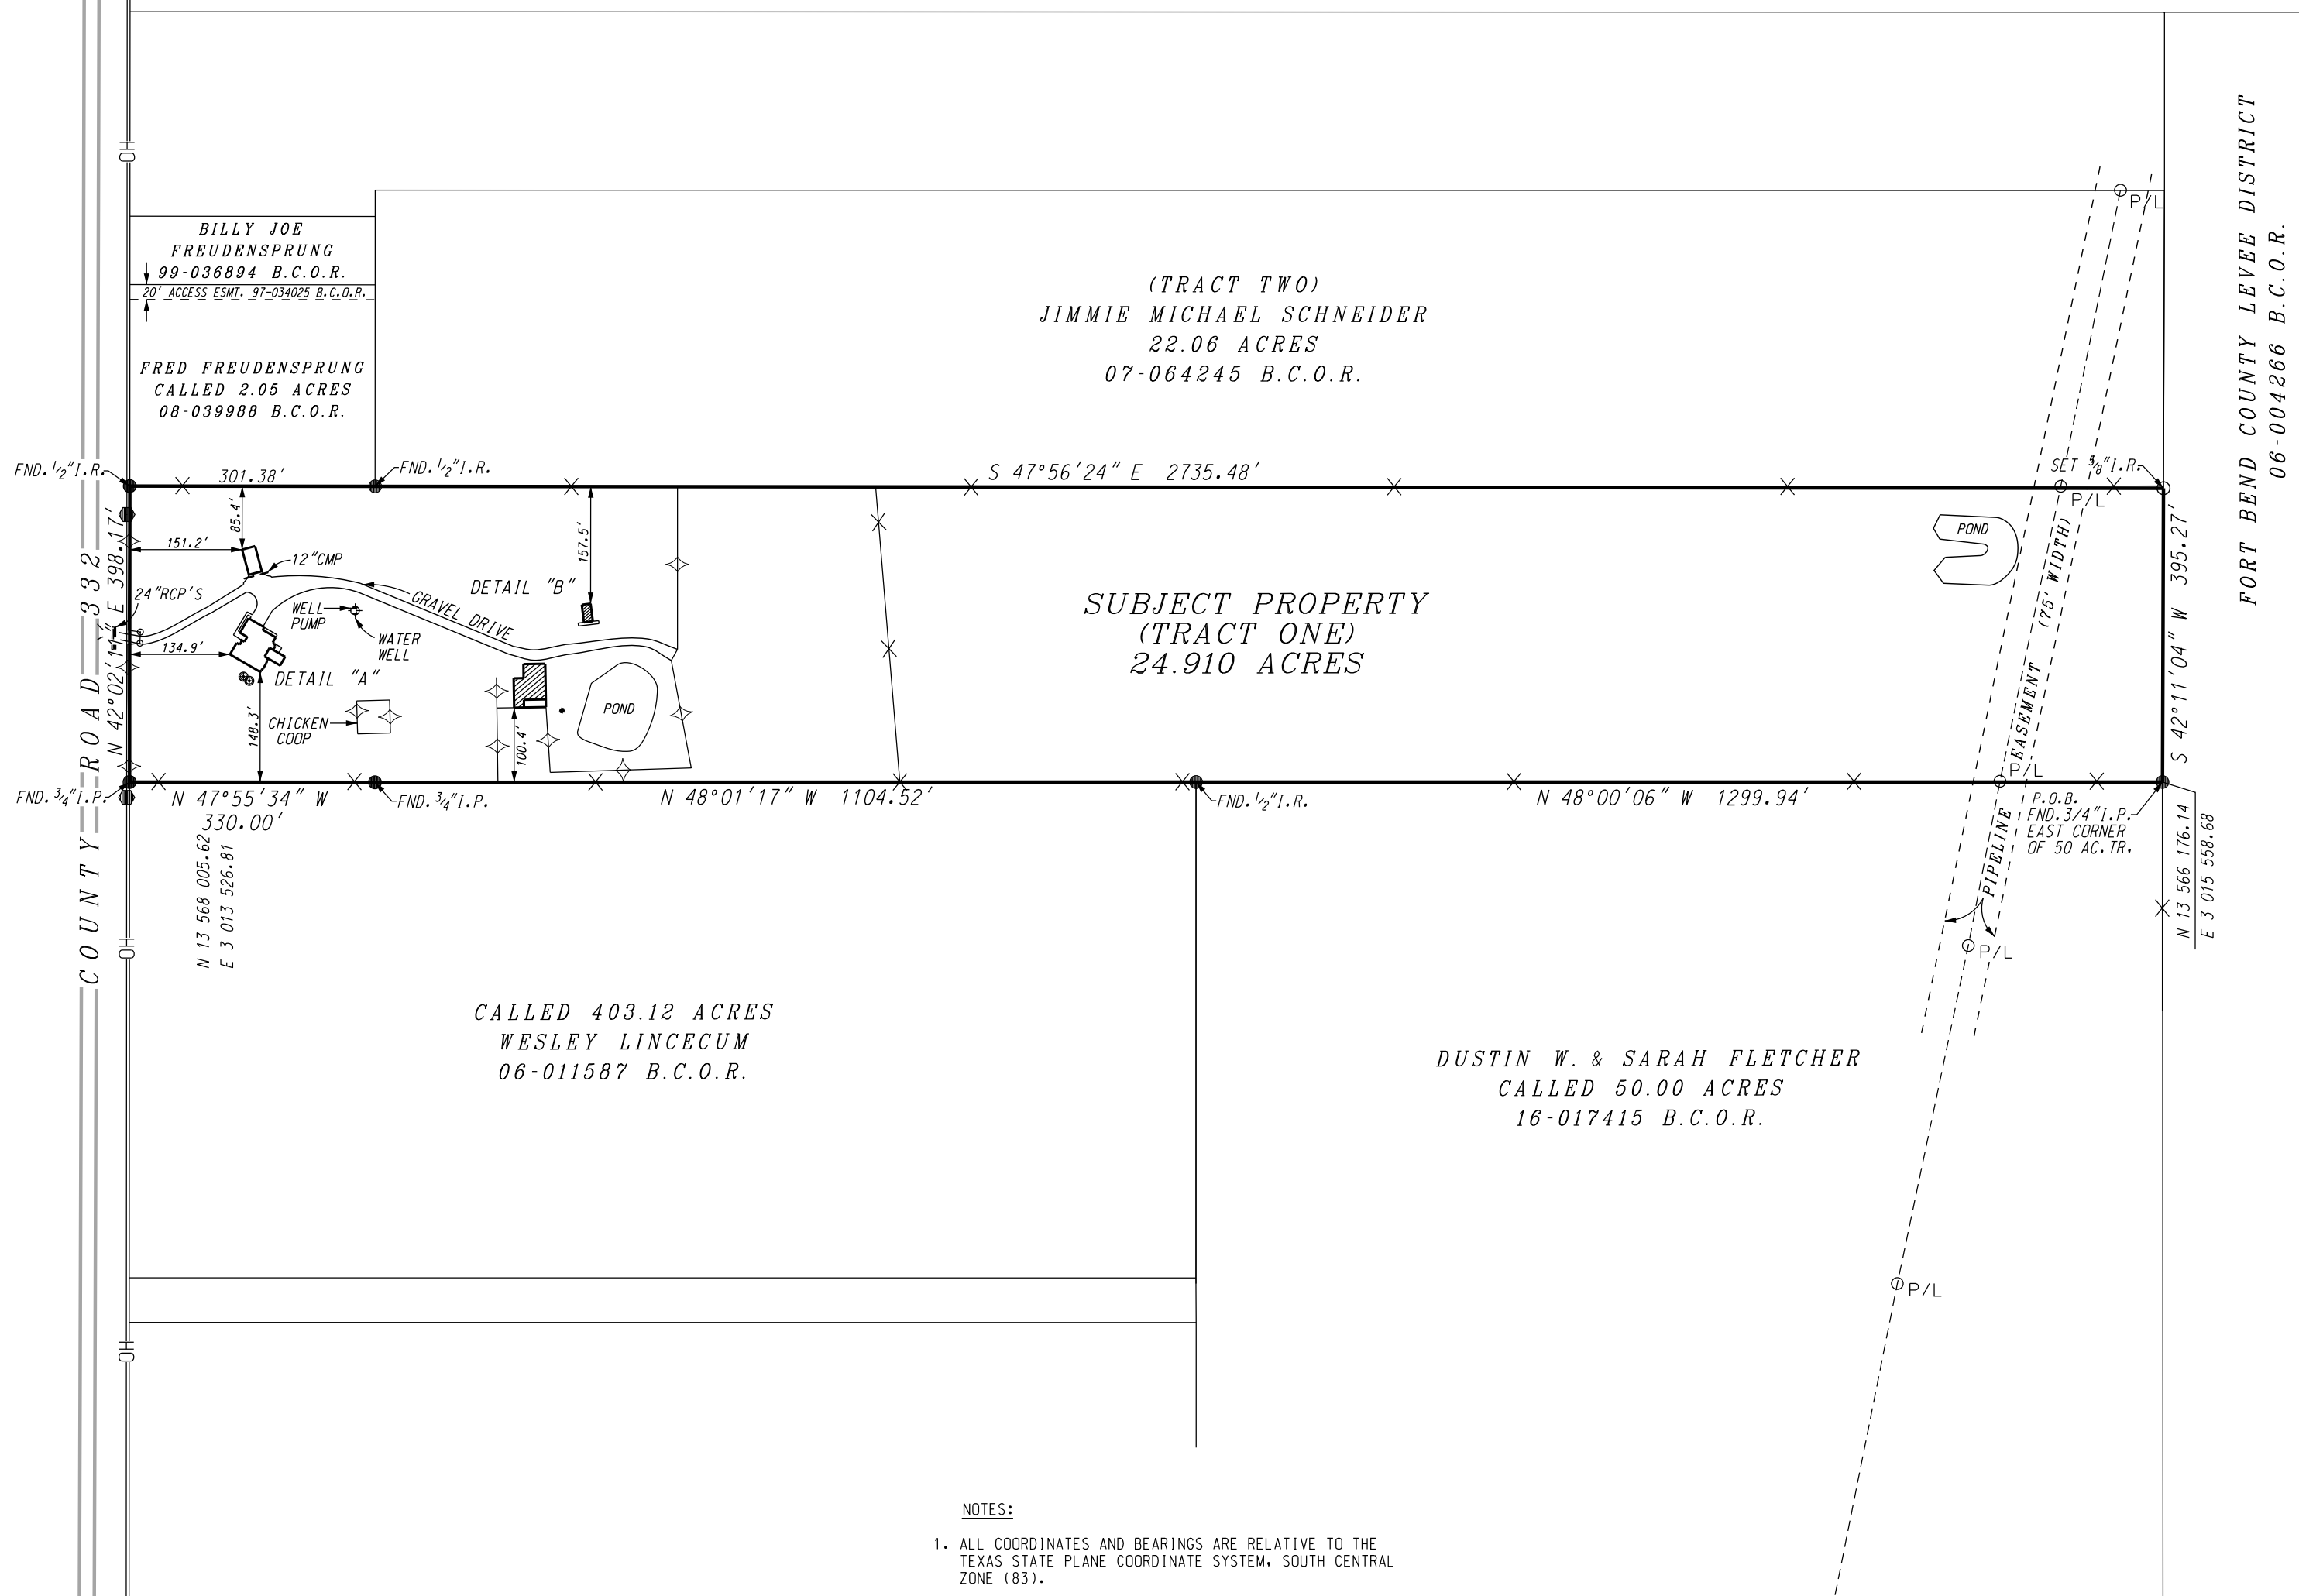 BILLY JOE
FREUDENSPRUNG
99-036894 B.C.O.R.
20' ACCESS ESMT. 97-034025 B.C.O.R.
FRED FREUDENSPRUNG
CALLED 2.05 ACRES
08-039988 B.C.O.R.
(TRACT TWO)
JIMMIE MICHAEL SCHNEIDER
22.06 ACRES
07-064245 B.C.O.R.
FORT BEND COUNTY LEVEE DISTRICT
06-004266 B.C.O.R.
OH
FND. 1/2" I.R.
301.38'
FND. 1/2" I.R.
S 47°56'24" E 2735.48'
SET 5/8" I.R.
P/L
P/L
COUNTY ROAD 332
N 42°02'11" E 398.17'
85.4'
151.2'
12"CMP
24"RCP'S
WELL
PUMP
WATER
WELL
GRAVEL DRIVE
134.9'
DETAIL "A"
148.3'
CHICKEN
COOP
DETAIL "B"
157.5'
100.4'
POND
SUBJECT PROPERTY
(TRACT ONE)
24.910 ACRES
POND
PIPELINE EASEMENT (75' WIDTH)
S 42°11'04" W 395.27'
FND. 3/4" I.P.
N 47°55'34" W
330.00'
FND. 3/4" I.P.
N 48°01'17" W 1104.52'
FND. 1/2" I.R.
N 48°00'06" W 1299.94'
P/L
P.O.B.
FND.3/4"I.P.
EAST CORNER
OF 50 AC.TR.
N 13 568 005.62
E 3 013 526.81
N 13 566 176.14
E 3 015 558.68
OH
P/L
CALLED 403.12 ACRES
WESLEY LINCECUM
06-011587 B.C.O.R.
DUSTIN W. & SARAH FLETCHER
CALLED 50.00 ACRES
16-017415 B.C.O.R.
P/L
OH
NOTES:
1. ALL COORDINATES AND BEARINGS ARE RELATIVE TO THE
TEXAS STATE PLANE COORDINATE SYSTEM, SOUTH CENTRAL
ZONE (83).